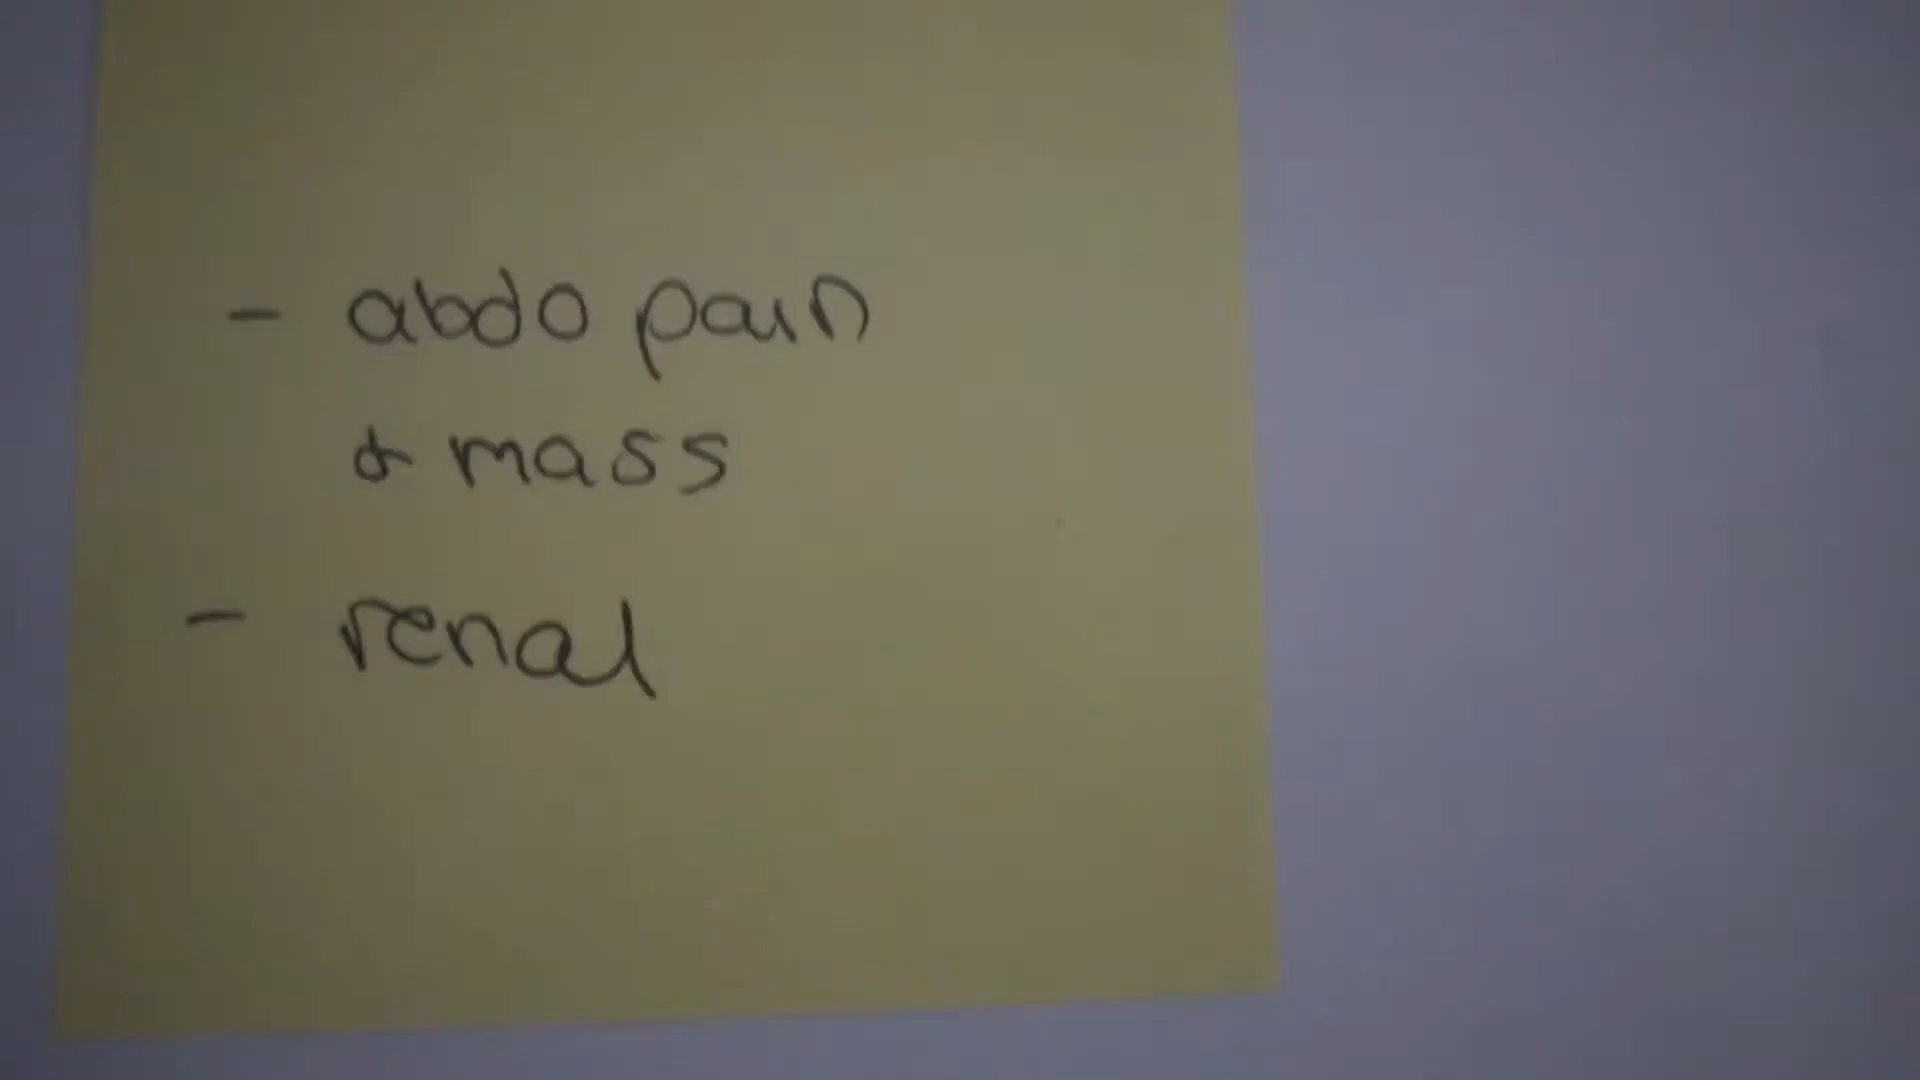 - abdo pain
& mass
- renal